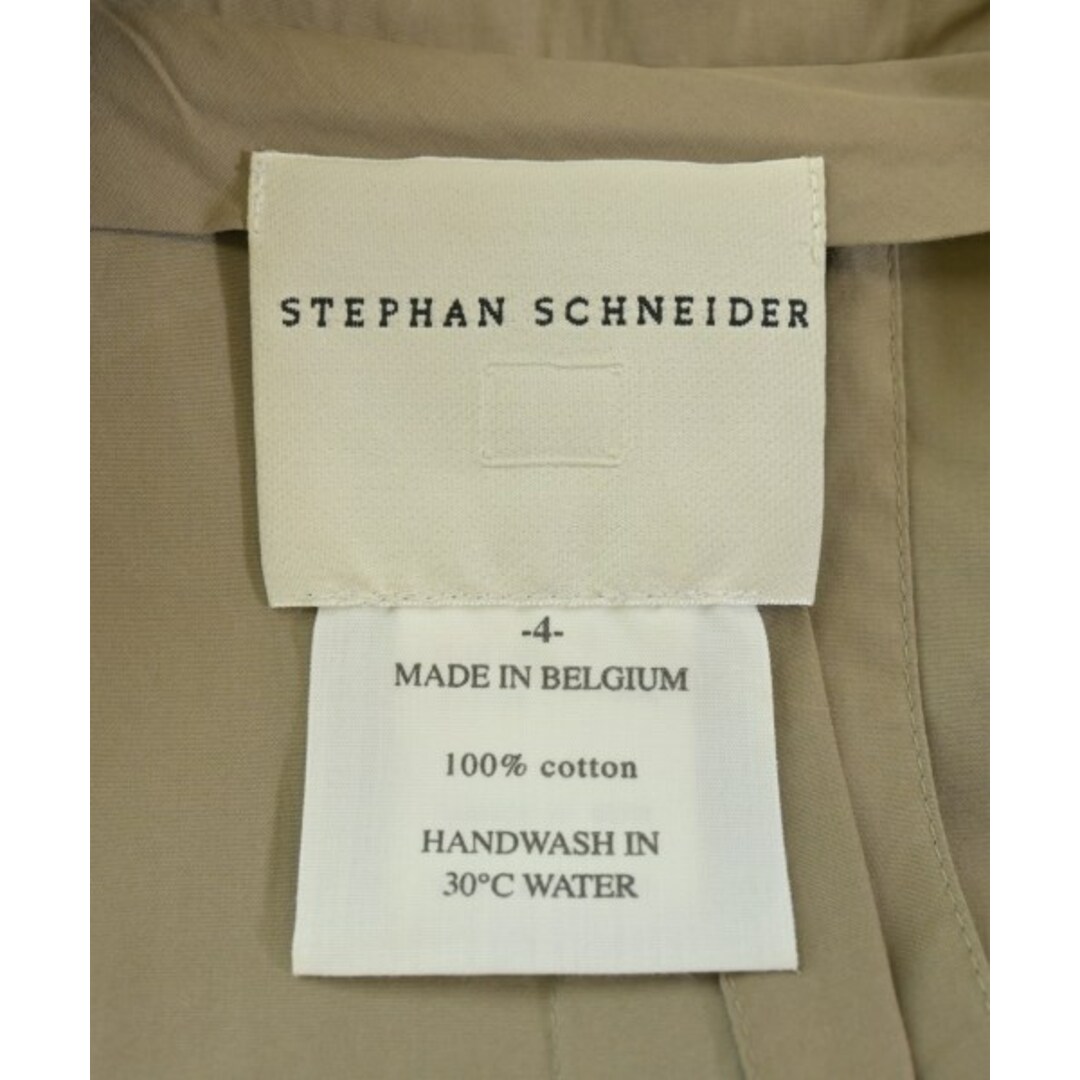 STEPHAN SCHNEIDER
-4-
MADE IN BELGIUM
100% cotton
HANDWASH IN
30°C WATER